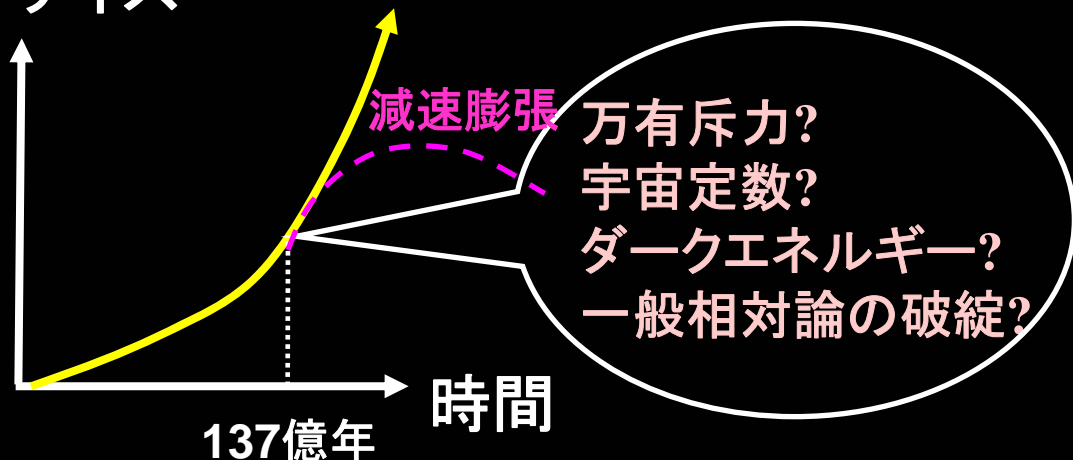 減速膨張
万有斥力?
宇宙定数?
ダークエネルギー?
一般相対論の破綻?
時間
137億年